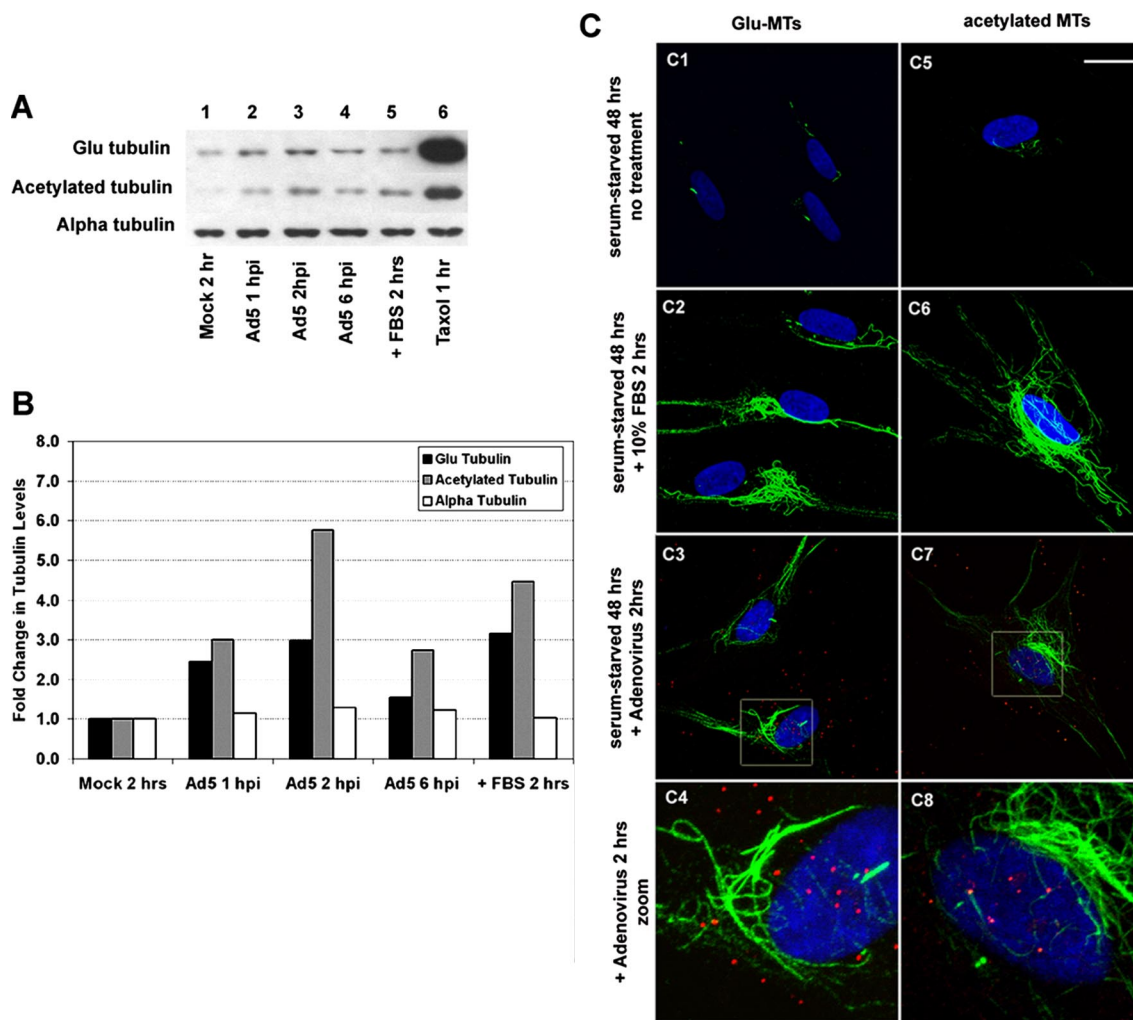 A
1 2 3 4 5 6
Glu tubulin
Acetylated tubulin
Alpha tubulin
Mock 2 hr
Ad5 1 hpi
Ad5 2hpi
Ad5 6 hpi
+ FBS 2 hrs
Taxol 1 hr
B
Fold Change in Tubulin Levels
8.0
7.0
6.0
5.0
4.0
3.0
2.0
1.0
0.0
Glu Tubulin
Acetylated Tubulin
Alpha Tubulin
Mock 2 hrs
Ad5 1 hpi
Ad5 2 hpi
Ad5 6 hpi
+ FBS 2 hrs
C
Glu-MTs
acetylated MTs
serum-starved 48 hrs
no treatment
C1
C5
serum-starved 48 hrs
+ 10% FBS 2 hrs
C2
C6
serum-starved 48 hrs
+ Adenovirus 2hrs
C3
C7
+ Adenovirus 2 hrs
zoom
C4
C8